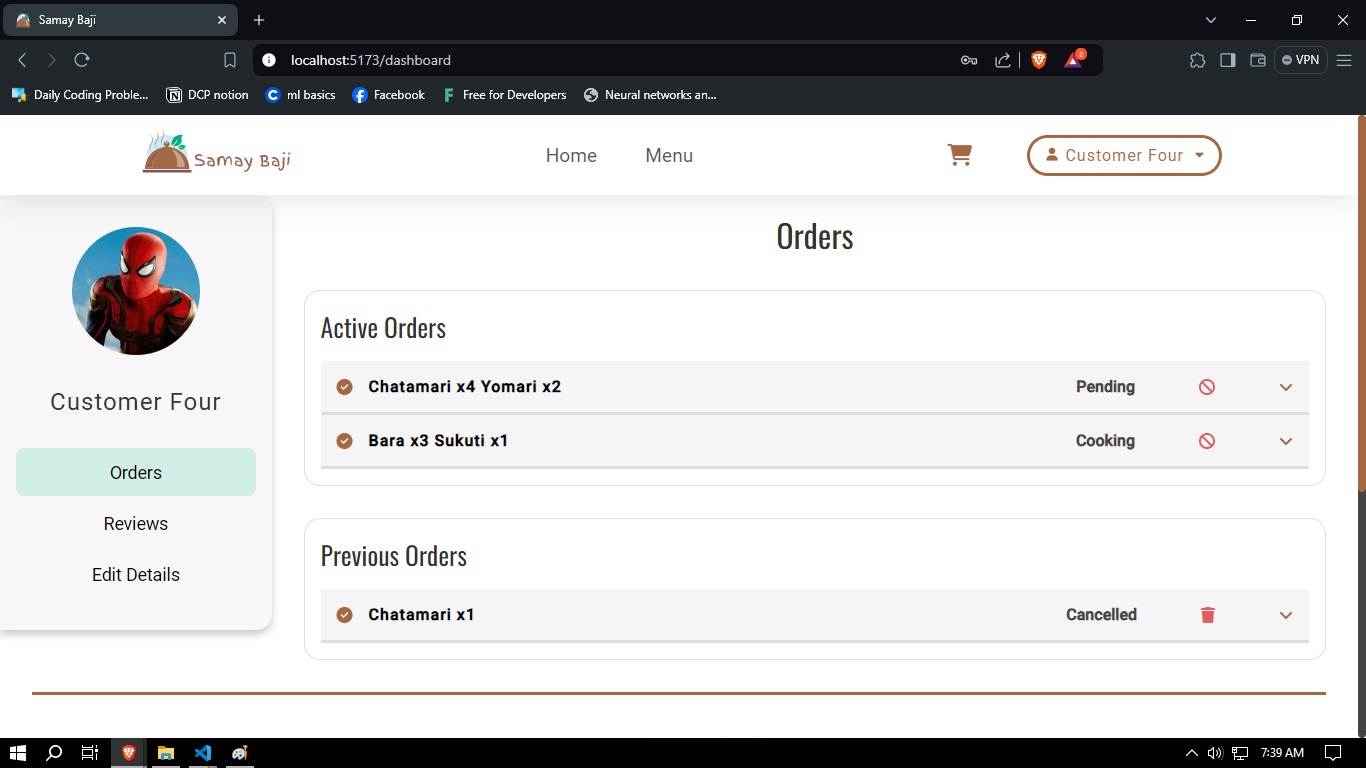 Samay Baji
localhost:5173/dashboard
2
VPN
Daily Coding Proble... DCP notion ml basics Facebook Free for Developers Neural networks an...
Samay Baji Home Menu Customer Four
Orders
Customer Four
Orders
Reviews
Edit Details
Active Orders
Chatamari x4 Yomari x2 Pending
Bara x3 Sukuti x1 Cooking
Previous Orders
Chatamari x1 Cancelled
7:39 AM